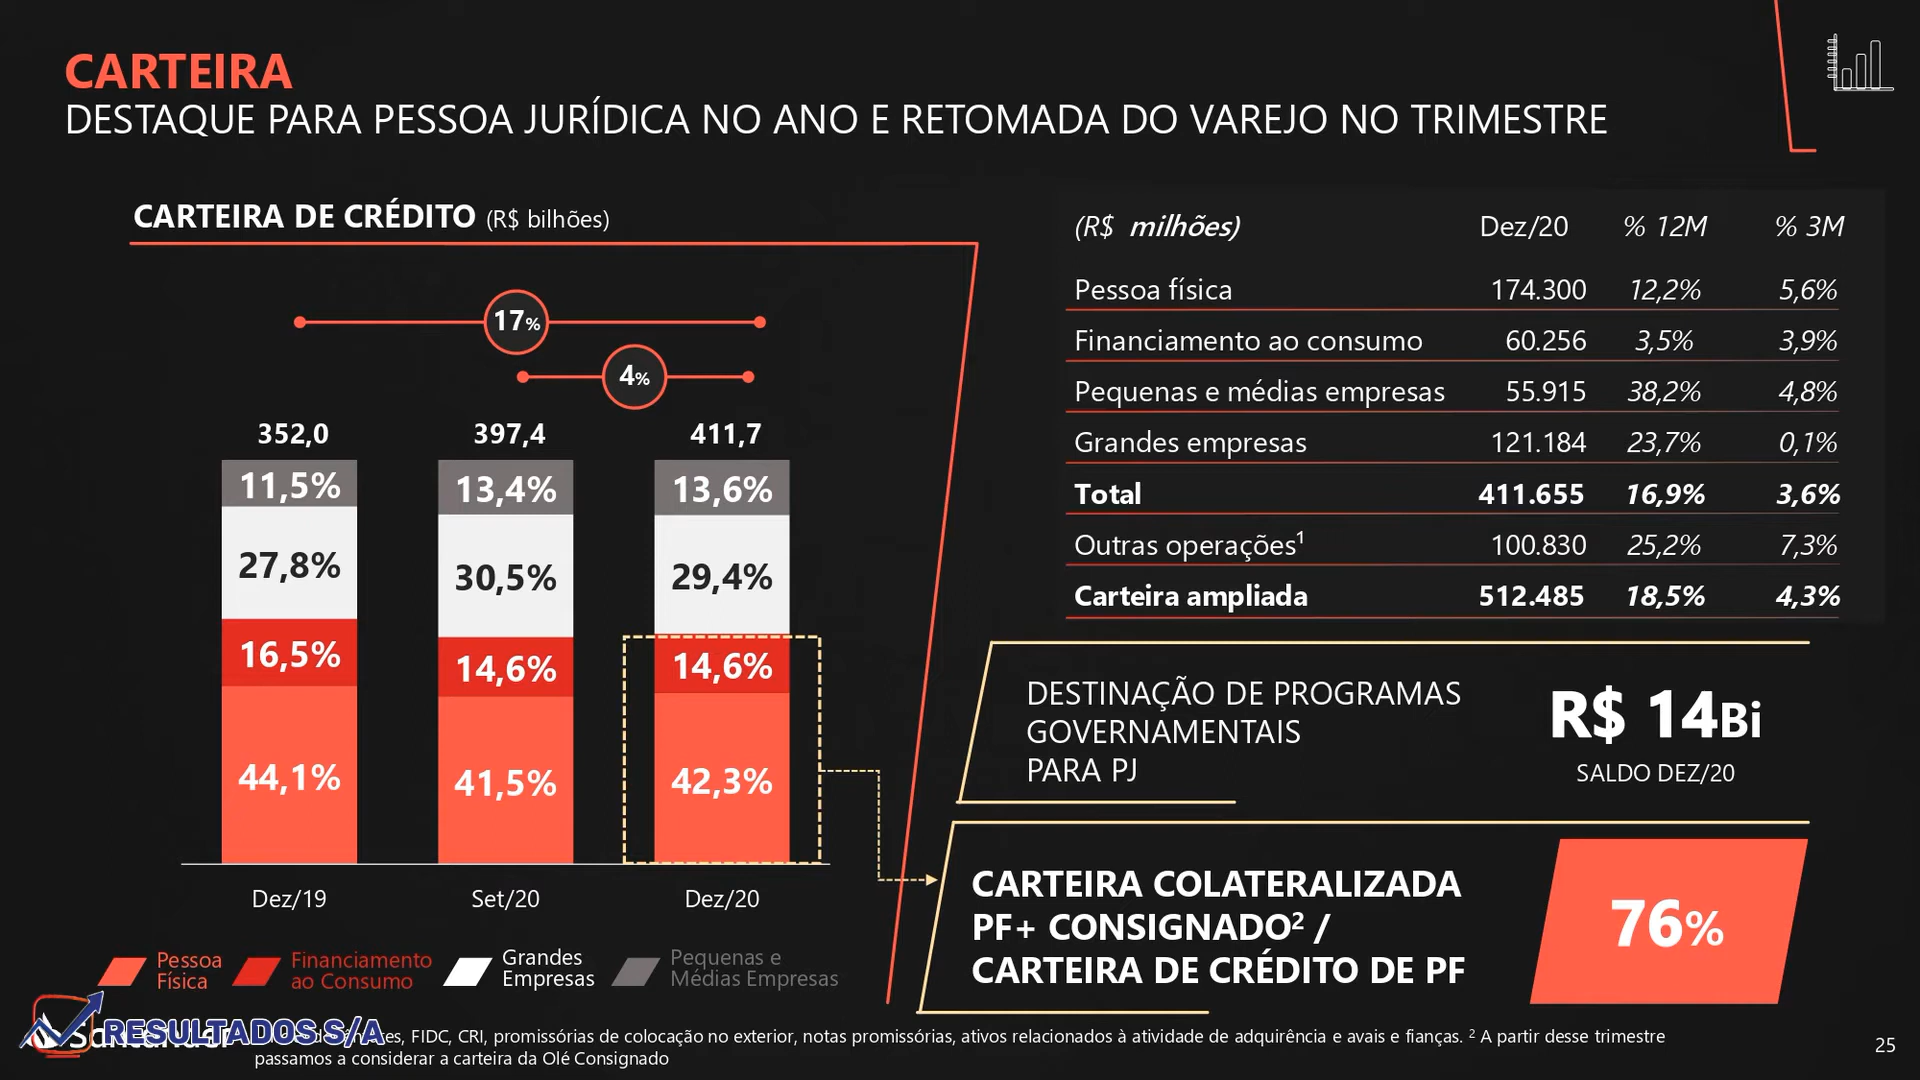 CARTEIRA
DESTAQUE PARA PESSOA JURÍDICA NO ANO E RETOMADA DO VAREJO NO TRIMESTRE
CARTEIRA DE CRÉDITO (R$ bilhões)
17%
4%
352,0 397,4 411,7
11,5% 13,4% 13,6%
27,8% 30,5% 29,4%
16,5% 14,6% 14,6%
44,1% 41,5% 42,3%
Dez/19 Set/20 Dez/20
Pessoa Física
Financiamento ao Consumo
Grandes Empresas
Pequenas e Médias Empresas
(R$ milhões) Dez/20 % 12M % 3M
Pessoa física 174.300 12,2% 5,6%
Financiamento ao consumo 60.256 3,5% 3,9%
Pequenas e médias empresas 55.915 38,2% 4,8%
Grandes empresas 121.184 23,7% 0,1%
Total 411.655 16,9% 3,6%
Outras operações¹ 100.830 25,2% 7,3%
Carteira ampliada 512.485 18,5% 4,3%
DESTINAÇÃO DE PROGRAMAS
GOVERNAMENTAIS
PARA PJ
R$ 14Bi
SALDO DEZ/20
CARTEIRA COLATERALIZADA
PF+ CONSIGNADO² /
CARTEIRA DE CRÉDITO DE PF
76%
RESULTADOS S/A
Santander
FIDC, CRI, promissórias de colocação no exterior, notas promissórias, ativos relacionados à atividade de adquirência e avais e fianças. ² A partir desse trimestre
passamos a considerar a carteira da Olé Consignado
25